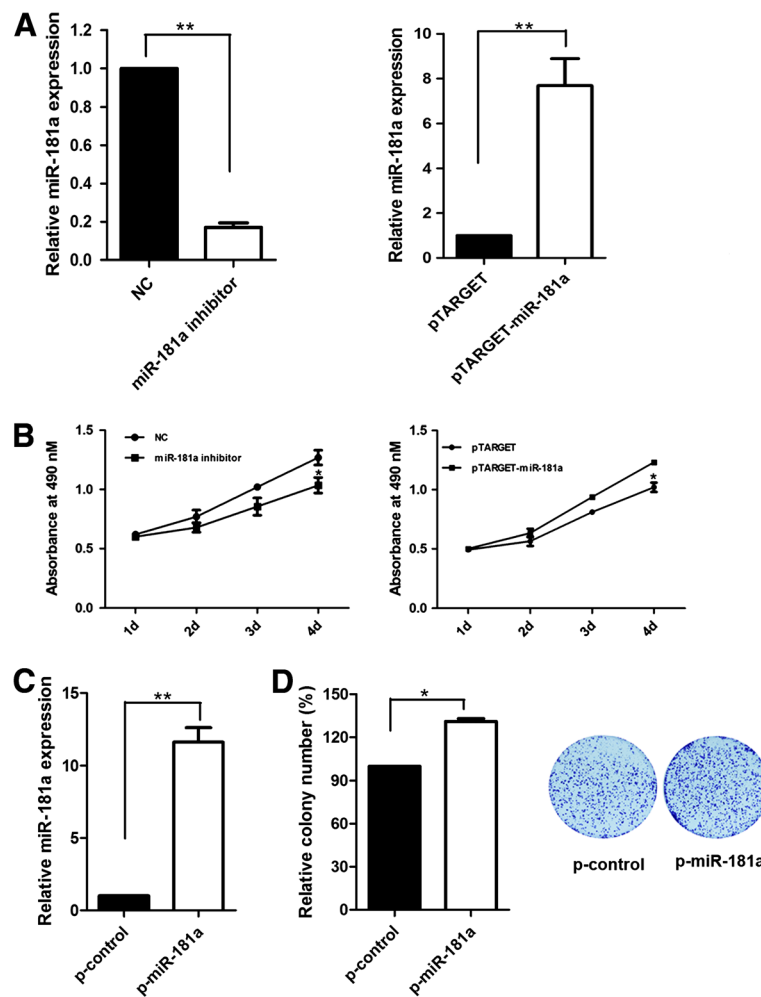 A
Relative miR-181a expression
1.2
1.0
0.8
0.6
0.4
0.2
0.0
**
NC
miR-181a inhibitor
Relative miR-181a expression
10
8
6
4
2
0
**
pTARGET
pTARGET-miR-181a
B
Absorbance at 490 nM
1.5
1.0
0.5
0.0
NC
miR-181a inhibitor
*
1d
2d
3d
4d
Absorbance at 490 nM
1.5
1.0
0.5
0.0
pTARGET
pTARGET-miR-181a
*
1d
2d
3d
4d
C
Relative miR-181a expression
15
10
5
0
**
p-control
p-miR-181a
D
Relative colony number (%)
150
120
90
60
30
0
*
p-control
p-miR-181a
p-control
p-miR-181a